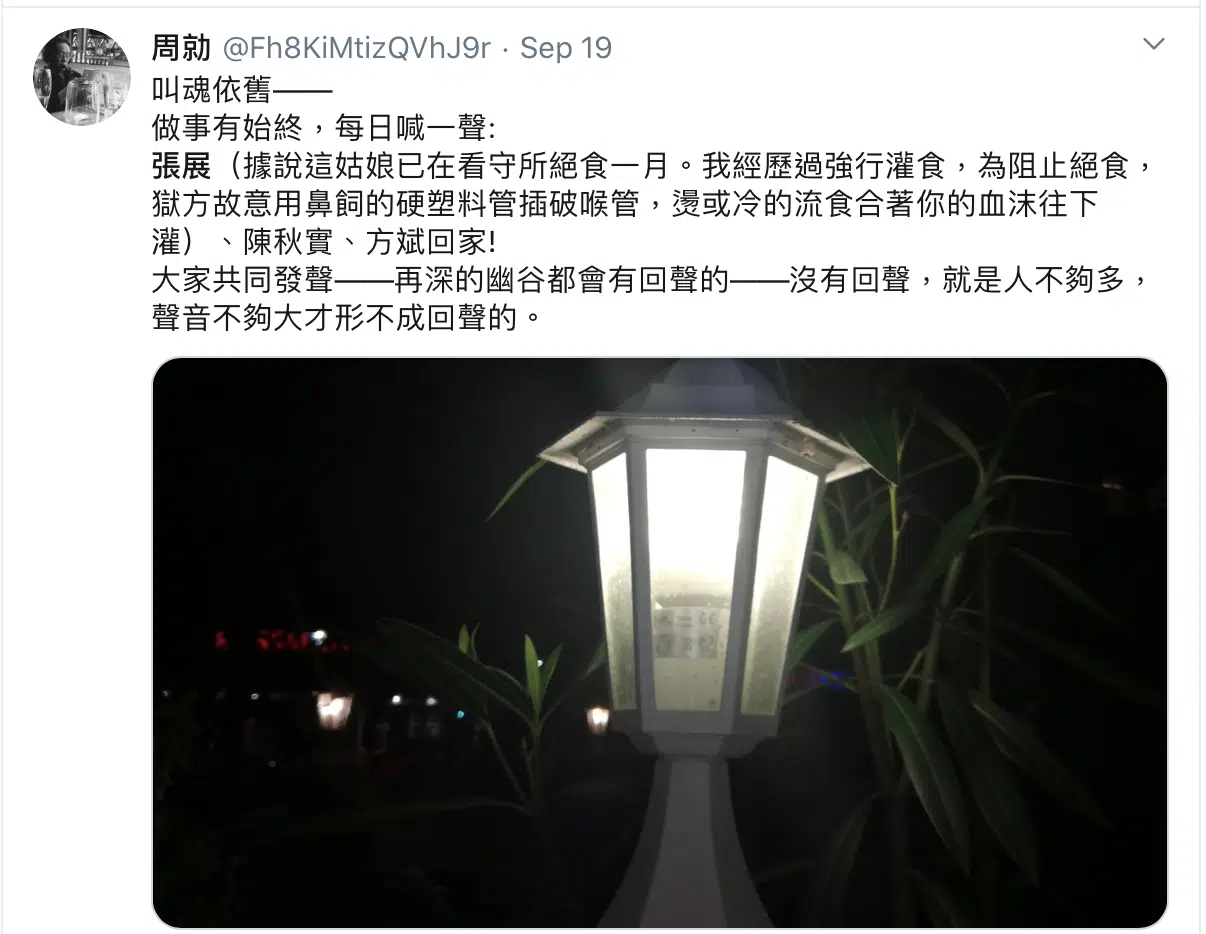 周勍 @Fh8KiMtizQVhJ9r · Sep 19
叫魂依舊——
做事有始終，每日喊一聲:
張展（據說這姑娘已在看守所絕食一月。我經歷過強行灌食，為阻止絕食，
獄方故意用鼻飼的硬塑料管插破喉管，燙或冷的流食合著你的血沫往下
灌）、陳秋實、方斌回家!
大家共同發聲——再深的幽谷都會有回聲的——沒有回聲，就是人不夠多，
聲音不夠大才形不成回聲的。